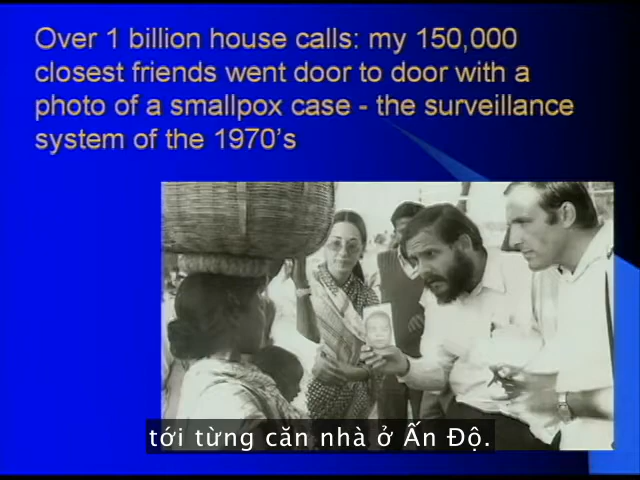 Over 1 billion house calls: my 150,000
closest friends went door to door with a
photo of a smallpox case - the surveillance
system of the 1970's
tới từng căn nhà ở Ấn Độ.